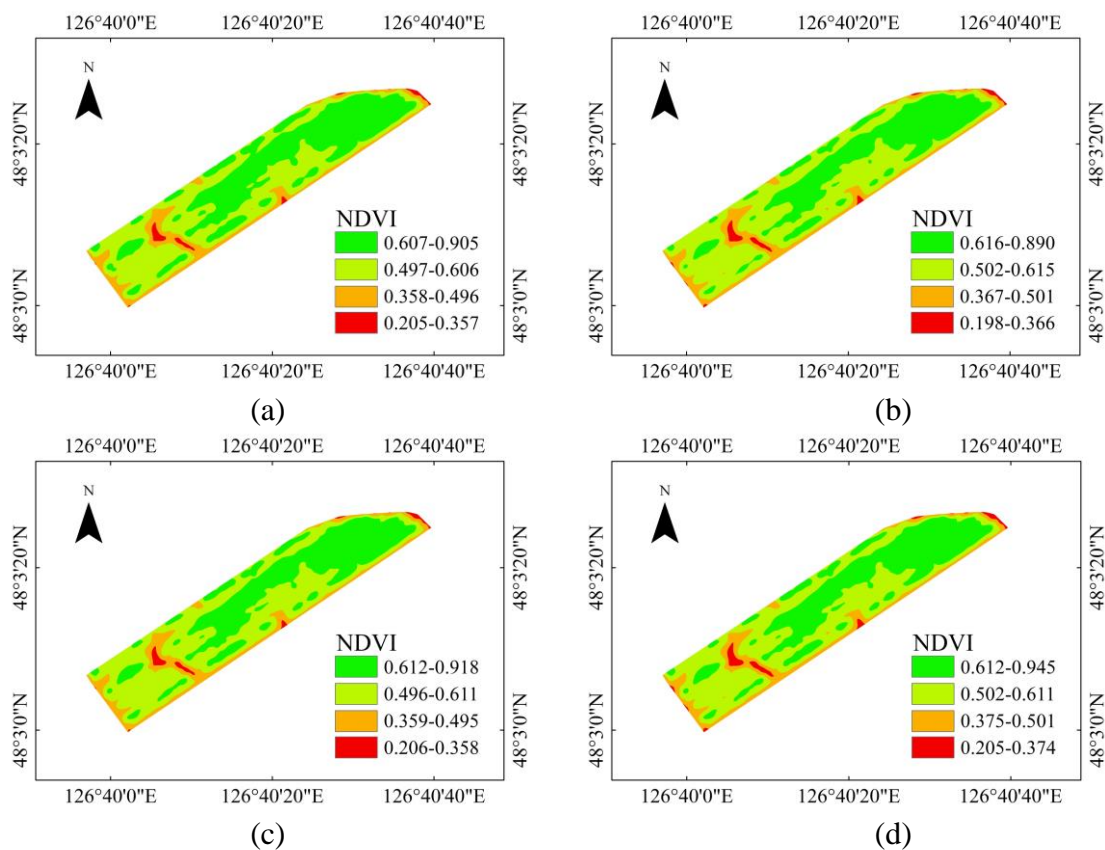 126°40'0"E 126°40'20"E 126°40'40"E
N
48°3'20"N 48°3'20"N
48°3'0"N 48°3'0"N
NDVI
0.607-0.905
0.497-0.606
0.358-0.496
0.205-0.357
126°40'0"E 126°40'20"E 126°40'40"E
(a)
126°40'0"E 126°40'20"E 126°40'40"E
N
48°3'20"N 48°3'20"N
48°3'0"N 48°3'0"N
NDVI
0.616-0.890
0.502-0.615
0.367-0.501
0.198-0.366
126°40'0"E 126°40'20"E 126°40'40"E
(b)
126°40'0"E 126°40'20"E 126°40'40"E
N
48°3'20"N 48°3'20"N
48°3'0"N 48°3'0"N
NDVI
0.612-0.918
0.496-0.611
0.359-0.495
0.206-0.358
126°40'0"E 126°40'20"E 126°40'40"E
(c)
126°40'0"E 126°40'20"E 126°40'40"E
N
48°3'20"N 48°3'20"N
48°3'0"N 48°3'0"N
NDVI
0.612-0.945
0.502-0.611
0.375-0.501
0.205-0.374
126°40'0"E 126°40'20"E 126°40'40"E
(d)